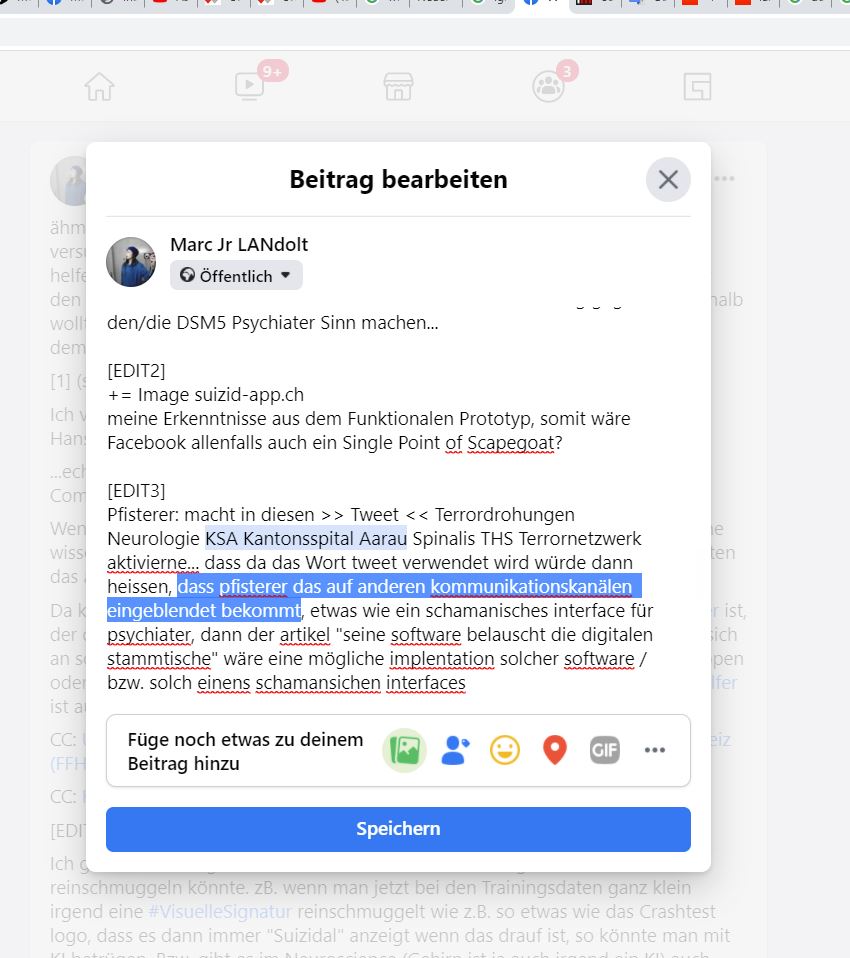 9+
3
Beitrag bearbeiten
Marc Jr LANdolt
Öffentlich
den/die DSM5 Psychiater Sinn machen...
[EDIT2]
+= Image suizid-app.ch
meine Erkenntnisse aus dem Funktionalen Prototyp, somit wäre
Facebook allenfalls auch ein Single Point of Scapegoat?
[EDIT3]
Pfisterer: macht in diesen >> Tweet << Terrordrohungen
Neurologie KSA Kantonsspital Aarau Spinalis THS Terrornetzwerk
aktivierne... dass da das Wort tweet verwendet wird würde dann
heissen, dass pfisterer das auf anderen kommunikationskanälen
eingeblendet bekommt, etwas wie ein schamanisches interface für
psychiater, dann der artikel "seine software belauscht die digitalen
stammtische" wäre eine mögliche implentation solcher software /
bzw. solch einens schamansichen interfaces
Füge noch etwas zu deinem
Beitrag hinzu
GIF
Speichern
reinschmuggeln könnte. zB. wenn man jetzt bei den Trainingsdaten ganz klein
irgend eine #VisuelleSignatur reinschmuggelt wie z.B. so etwas wie das Crashtest
logo, dass es dann immer "Suizidal" anzeigt wenn das drauf ist, so könnte man mit